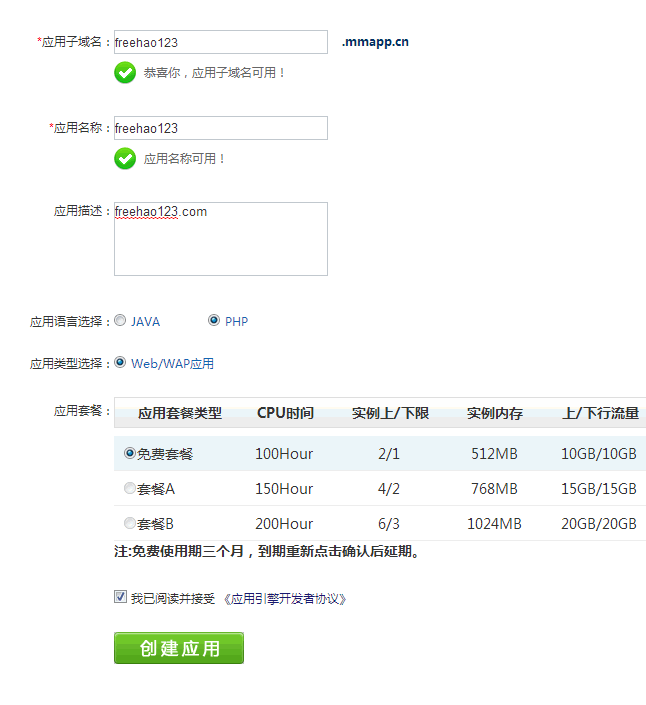 *应用子域名： freehao123 .mmapp.cn
恭喜你，应用子域名可用！
*应用名称： freehao123
应用名称可用！
应用描述： freehao123.com
应用语言选择： JAVA PHP
应用类型选择： Web/WAP应用
应用套餐： 应用套餐类型 CPU时间 实例上/下限 实例内存 上/下行流量
免费套餐 100Hour 2/1 512MB 10GB/10GB
套餐A 150Hour 4/2 768MB 15GB/15GB
套餐B 200Hour 6/3 1024MB 20GB/20GB
注:免费使用期三个月，到期重新点击确认后延期。
我已阅读并接受 《应用引擎开发者协议》
创建应用